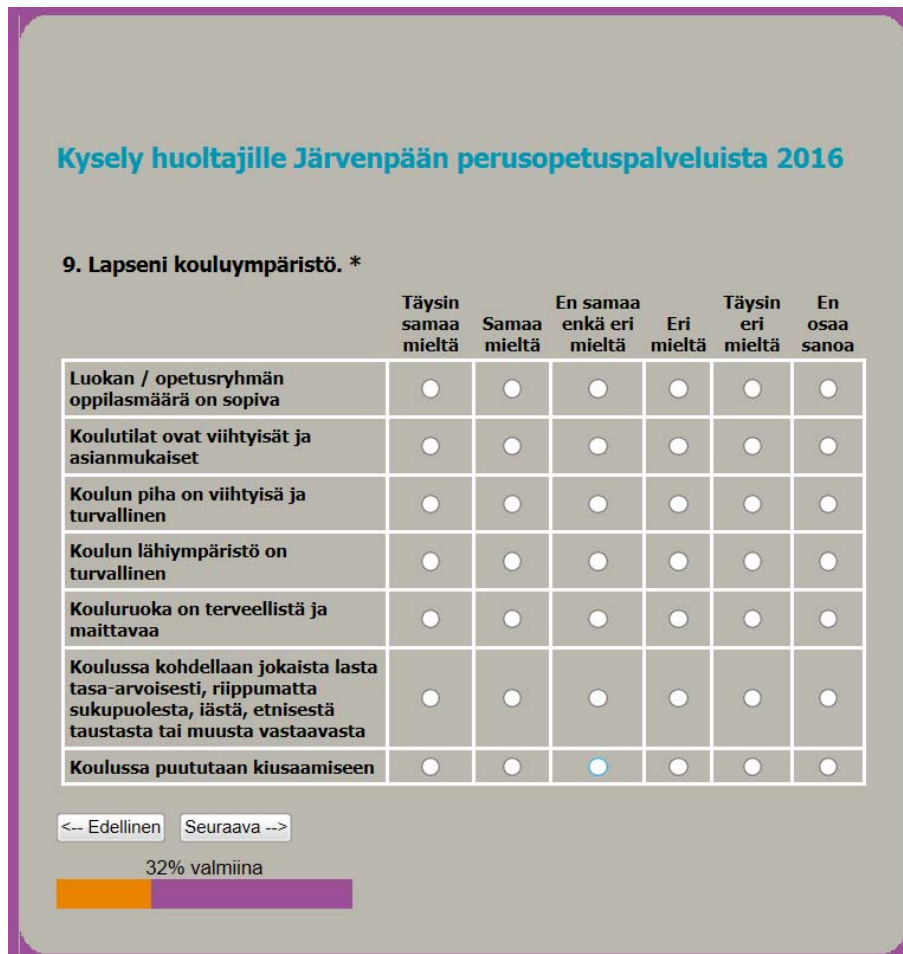 Kysely huoltajille Järvenpään perusopetuspalveluista 2016
9. Lapseni kouluympäristö. *
Täysin samaa mieltä
Samaa mieltä
En samaa enkä eri mieltä
Eri mieltä
Täysin eri mieltä
En osaa sanoa
Luokan / opetusryhmän
oppilasmäärä on sopiva
Koulutilat ovat viihtyisät ja
asianmukaiset
Koulun piha on viihtyisä ja
turvallinen
Koulun lähiympäristö on
turvallinen
Kouluruoka on terveellistä ja
maittavaa
Koulussa kohdellaan jokaista lasta
tasa-arvoisesti, riippumatta
sukupuolesta, iästä, etnisestä
taustasta tai muusta vastaavasta
Koulussa puututaan kiusaamiseen
<-- Edellinen
Seuraava -->
32% valmiina